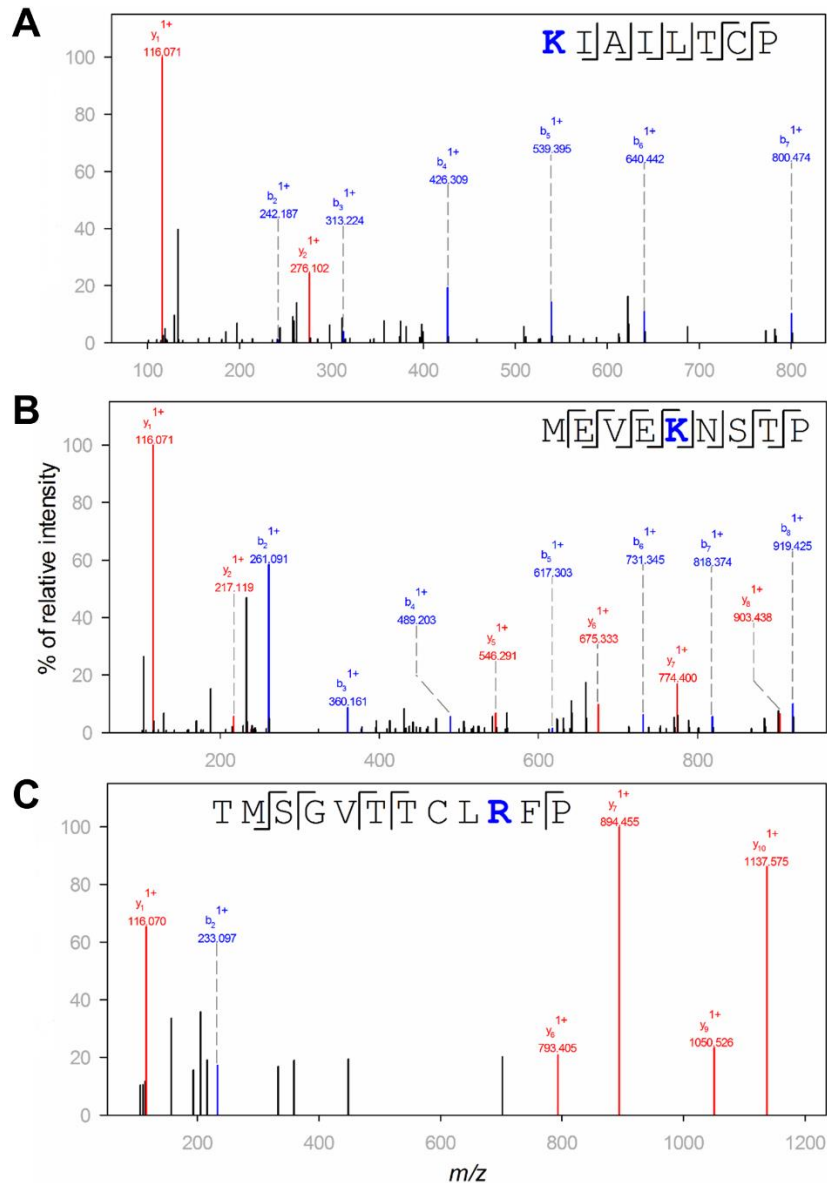 A
KIAILTCP
y1 1+
116.071
b2 1+
242.187
y2 1+
276.102
b3 1+
313.224
b4 1+
426.309
b5 1+
539.395
b6 1+
640.442
b7 1+
800.474
100
80
60
40
20
0
100 200 300 400 500 600 700 800
B
MEVEKNSTP
y1 1+
116.071
y2 1+
217.119
b2 1+
261.091
b3 1+
360.161
b4 1+
489.203
y5 1+
546.291
b5 1+
617.303
y6 1+
675.333
b6 1+
731.345
y7 1+
774.400
b7 1+
818.374
y8 1+
903.438
b8 1+
919.425
% of relative intensity
100
80
60
40
20
0
200 400 600 800
C
TMSGVTTCLRFP
y1 1+
116.070
b2 1+
233.097
y6 1+
793.405
y7 1+
894.455
y9 1+
1050.526
y10 1+
1137.575
100
80
60
40
20
0
200 400 600 800 1000 1200
m/z